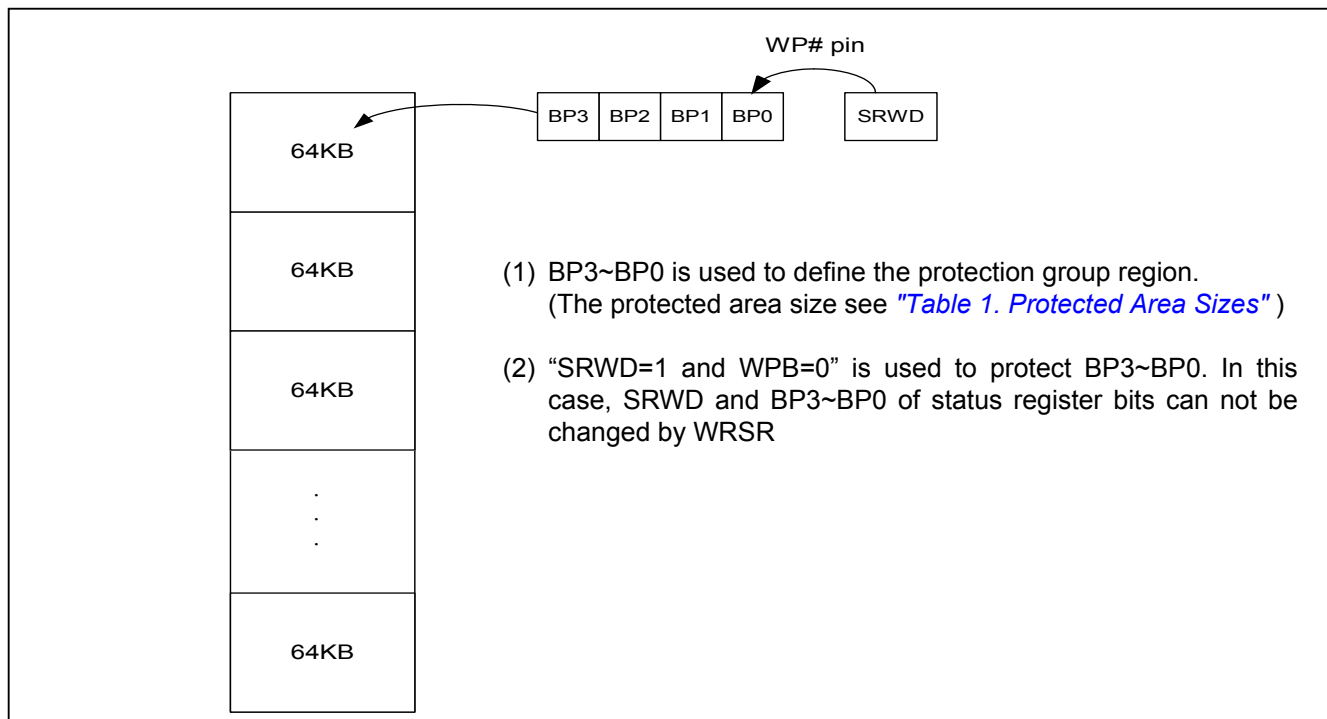 WP# pin
BP3 BP2 BP1 BP0 SRWD
64KB
64KB
(1) BP3~BP0 is used to define the protection group region.
(The protected area size see "Table 1. Protected Area Sizes" )
(2) “SRWD=1 and WPB=0” is used to protect BP3~BP0. In this
64KB
case, SRWD and BP3~BP0 of status register bits can not be
changed by WRSR
.
.
.
64KB